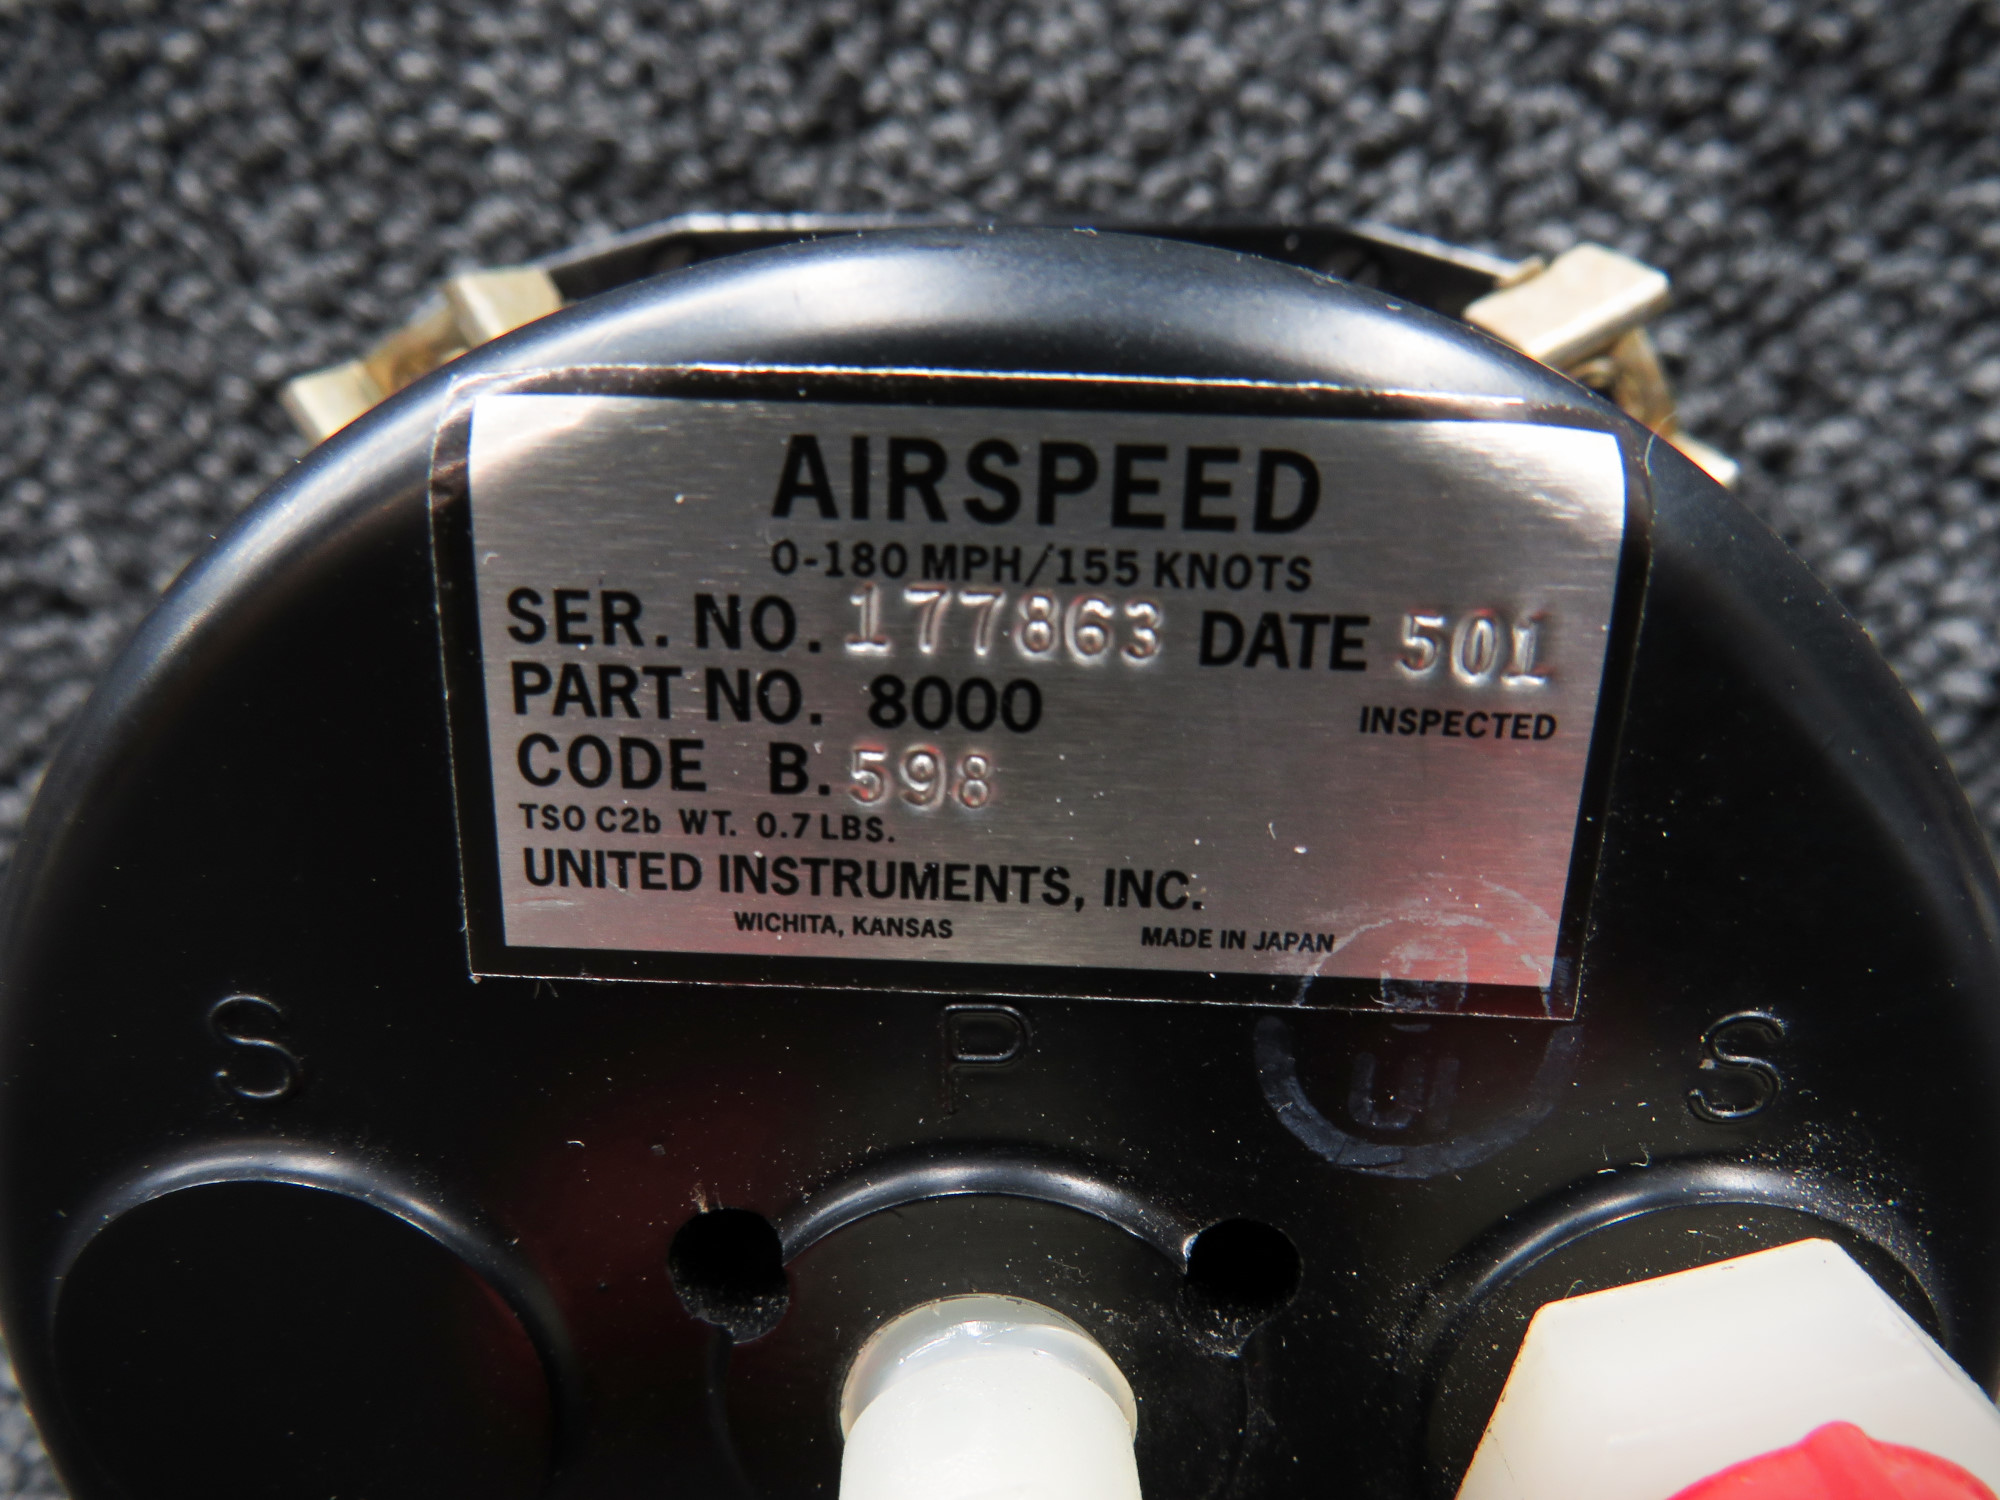 AIRSPEED
0-180 MPH/155 KNOTS
SER. NO. 177863 DATE 501
PART NO. 8000 INSPECTED
CODE B. 598
TSO C2b WT. 0.7 LBS.
UNITED INSTRUMENTS, INC.
WICHITA, KANSAS MADE IN JAPAN
S P S
UI